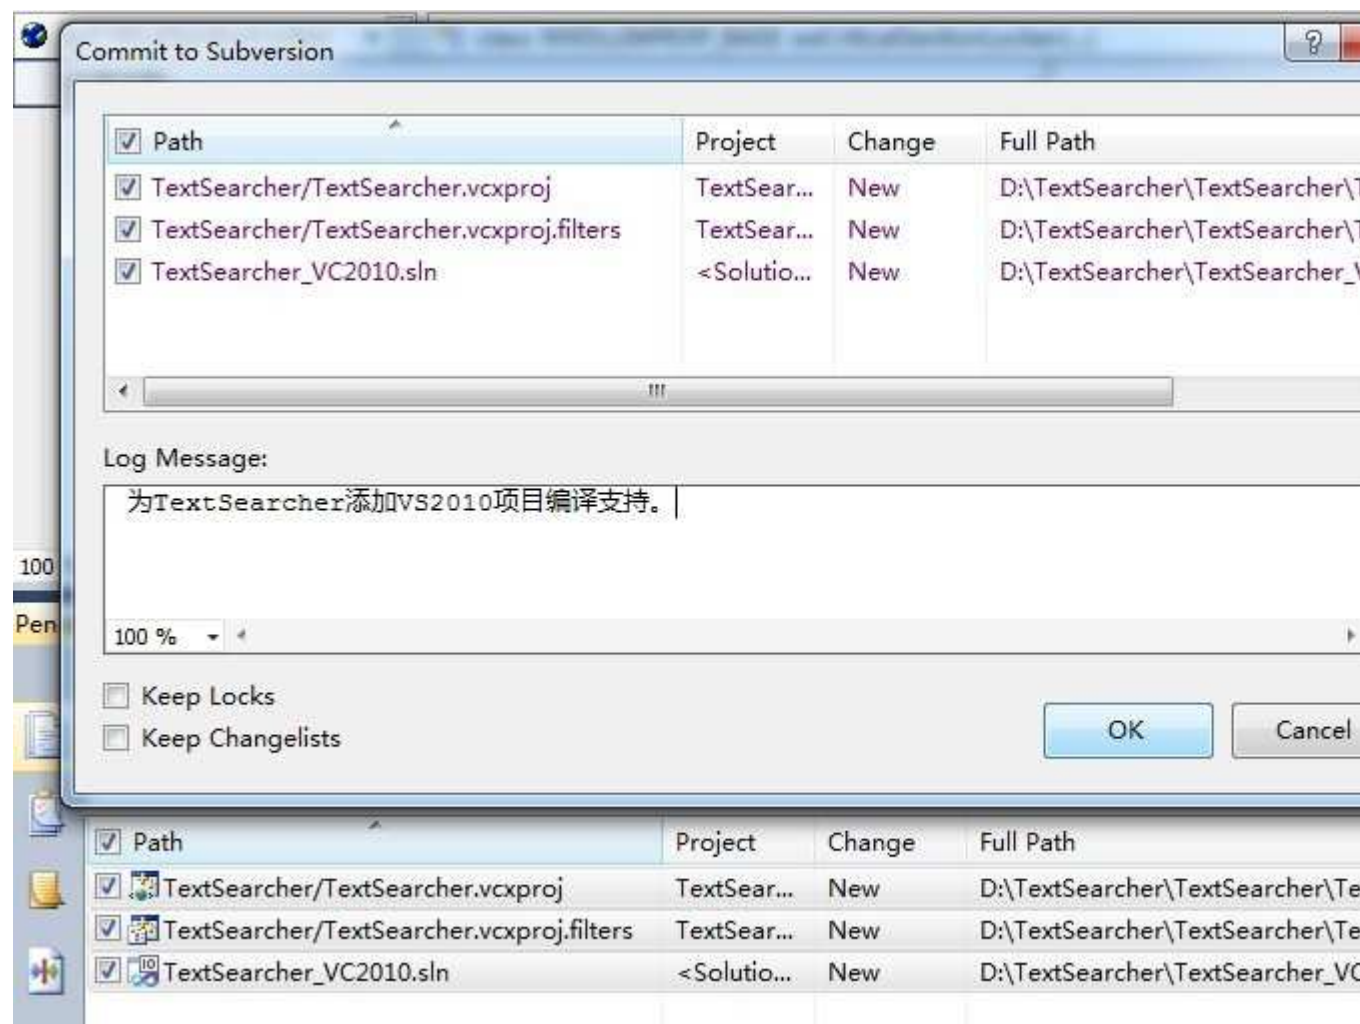 Commit to Subversion
Path Project Change Full Path
TextSearcher/TextSearcher.vcxproj TextSear... New D:\TextSearcher\TextSearcher\T
TextSearcher/TextSearcher.vcxproj.filters TextSear... New D:\TextSearcher\TextSearcher\T
TextSearcher_VC2010.sln <Solutio... New D:\TextSearcher\TextSearcher_V
Log Message:
为TextSearcher添加VS2010项目编译支持。
100
Pen
100 %
Keep Locks
Keep Changelists
OK Cancel
Path Project Change Full Path
TextSearcher/TextSearcher.vcxproj TextSear... New D:\TextSearcher\TextSearcher\Te
TextSearcher/TextSearcher.vcxproj.filters TextSear... New D:\TextSearcher\TextSearcher\Te
TextSearcher_VC2010.sln <Solutio... New D:\TextSearcher\TextSearcher_VC